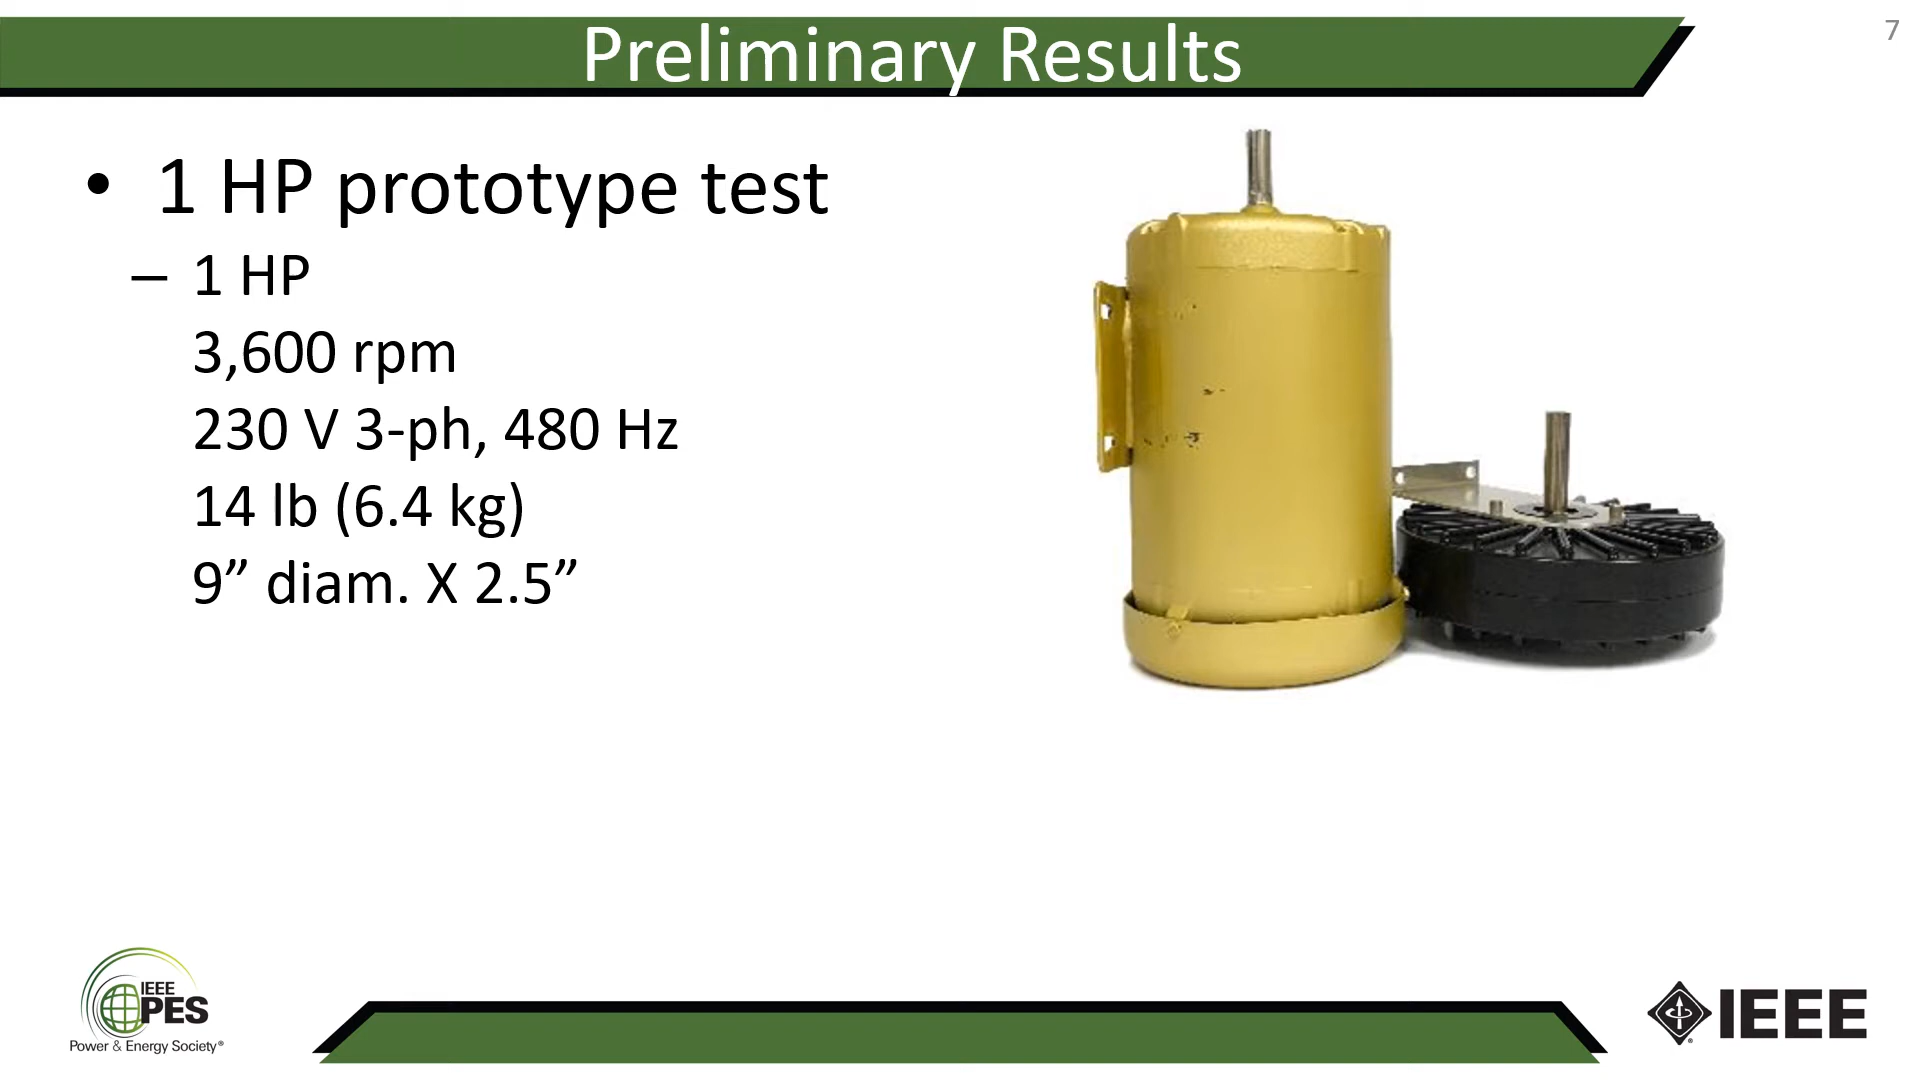 Preliminary Results
7
• 1 HP prototype test
– 1 HP
3,600 rpm
230 V 3-ph, 480 Hz
14 lb (6.4 kg)
9” diam. X 2.5”
IEEE
PES
Power & Energy Society®
IEEE